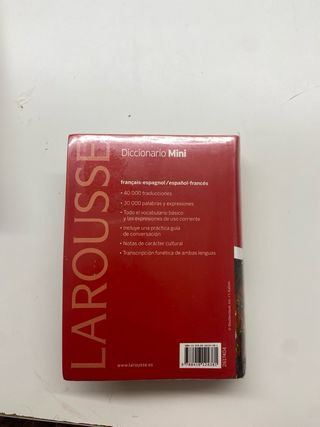 LAROUSSE
Diccionario Mini
français-espagnol/español-francés
• 40 000 traducciones
• 30 000 palabras y expresiones
• Todo el vocabulario básico
y las expresiones de uso corriente
• Incluye una práctica guía
de conversación
• Notas de carácter cultural
• Transcripción fonética de ambas lenguas
www.larousse.es